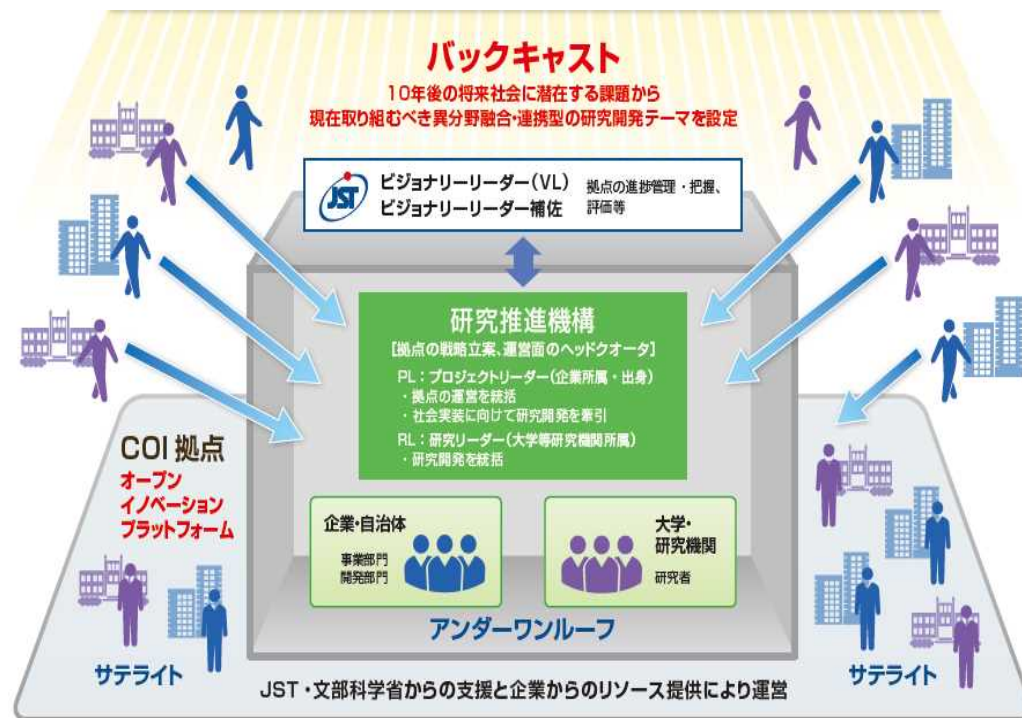 バックキャスト
10年後の将来社会に潜在する課題から
現在取り組むべき異分野融合・連携型の研究開発テーマを設定
JST
ビジョナリーリーダー(VL)
ビジョナリーリーダー補佐
拠点の進捗管理・把握、
評価等
研究推進機構
[拠点の戦略立案、運営面のヘッドクオータ]
PL:プロジェクトリーダー(企業所属・出身)
・拠点の運営を統括
・社会実装に向けて研究開発を牽引
RL:研究リーダー(大学等研究機関所属)
・研究開発を統括
COI 拠点
オープン
イノベーション
プラットフォーム
企業・自治体
事業部門
開発部門
大学・
研究機関
研究者
アンダーワンルーフ
サテライト
サテライト
JST・文部科学省からの支援と企業からのリソース提供により運営